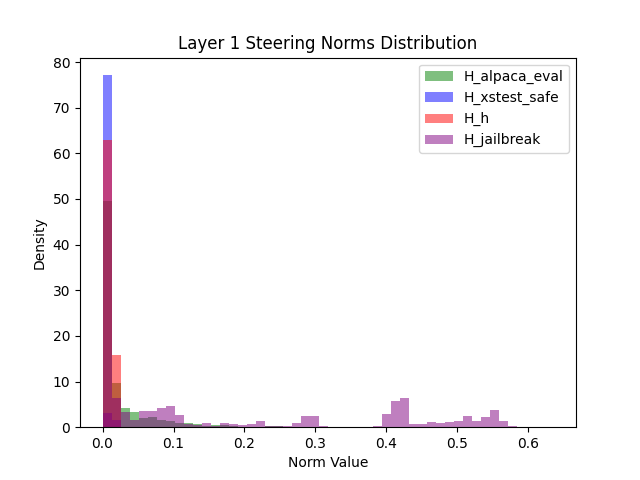 Layer 1 Steering Norms Distribution
H_alpaca_eval
H_xstest_safe
H_h
H_jailbreak
80
70
60
50
40
30
20
10
0
Density
0.0 0.1 0.2 0.3 0.4 0.5 0.6
Norm Value